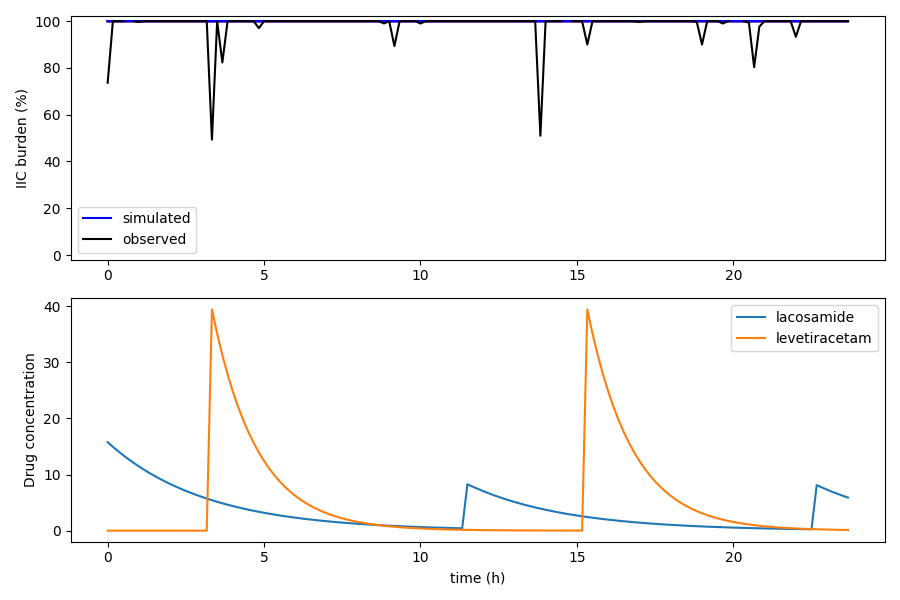 IIC burden (%)
100
80
60
40
20
0
simulated
observed
0 5 10 15 20
Drug concentration
40
30
20
10
0
lacosamide
levetiracetam
0 5 10 15 20
time (h)